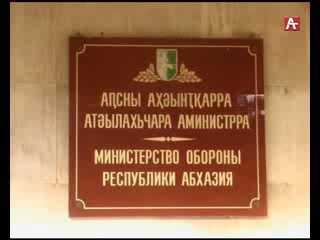 АԤСНЫ АҲӘЫНҬҚАРРА
АТӘЫЛАХЬЧАРА АМИНИСТРРА
МИНИСТЕРСТВО ОБОРОНЫ
РЕСПУБЛИКИ АБХАЗИЯ